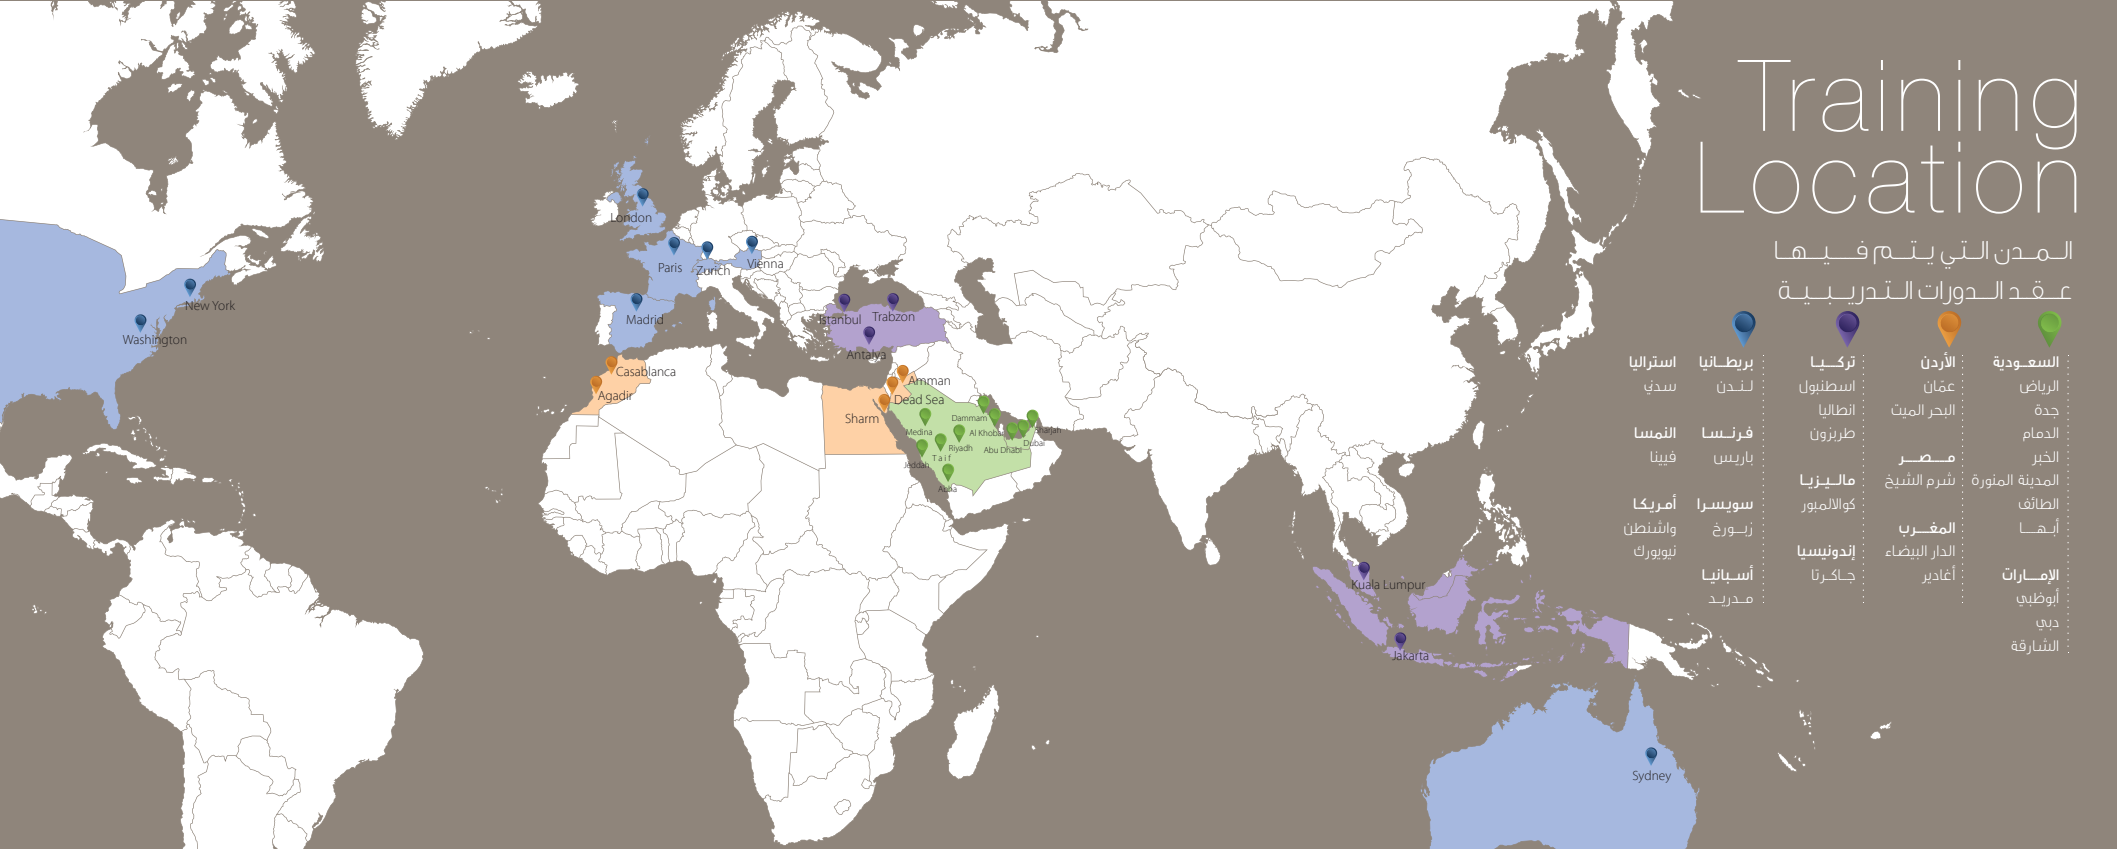 Training
Location
المدن التي يتم فيها
عقد الدورات التدريبية
السعودية
الرياض
جدة
الدمام
الخبر
المدينة المنورة
الطائف
أبها
الإمارات
أبوظبي
دبي
الشارقة
الأردن
عمّان
البحر الميت
مصر
شرم الشيخ
المغرب
الدار البيضاء
أغادير
تركيا
اسطنبول
انطاليا
طربزون
ماليزيا
كوالالمبور
إندونيسيا
جاكرتا
بريطانيا
لندن
فرنسا
باريس
سويسرا
زيورخ
أسبانيا
مدريد
استراليا
سدني
النمسا
فيينا
أمريكا
واشنطن
نيويورك
London
Paris
Zurich
Vienna
New York
Washington
Madrid
Istanbul
Trabzon
Antalya
Casablanca
Agadir
Amman
Dead Sea
Sharm
Medina
Dammam
Al Khobar
Sharjah
Dubai
Abu Dhabi
Riyadh
Taif
Jeddah
Abha
Kuala Lumpur
Jakarta
Sydney